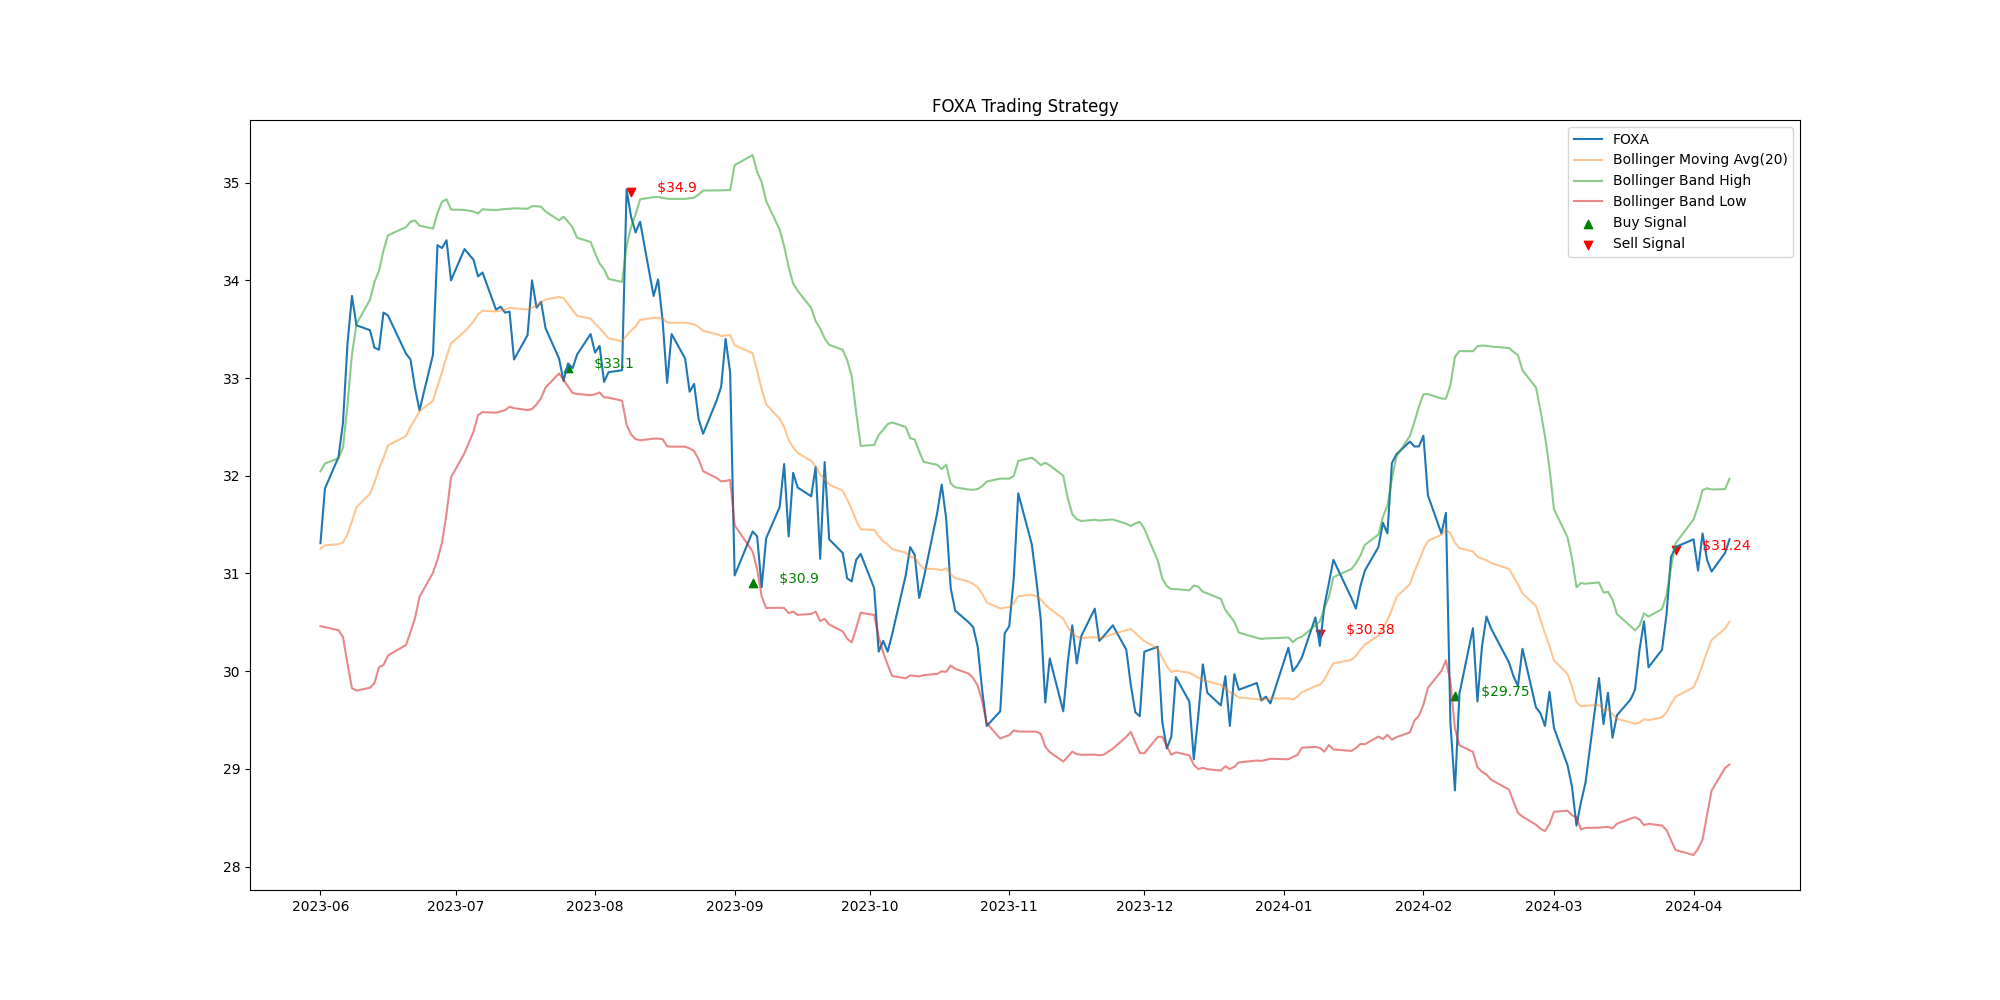 FOXA Trading Strategy
FOXA
Bollinger Moving Avg(20)
Bollinger Band High
Bollinger Band Low
Buy Signal
Sell Signal
35
34
33
32
31
30
29
28
$34.9
$33.1
$30.9
$30.38
$29.75
$31.24
2023-06 2023-07 2023-08 2023-09 2023-10 2023-11 2023-12 2024-01 2024-02 2024-03 2024-04